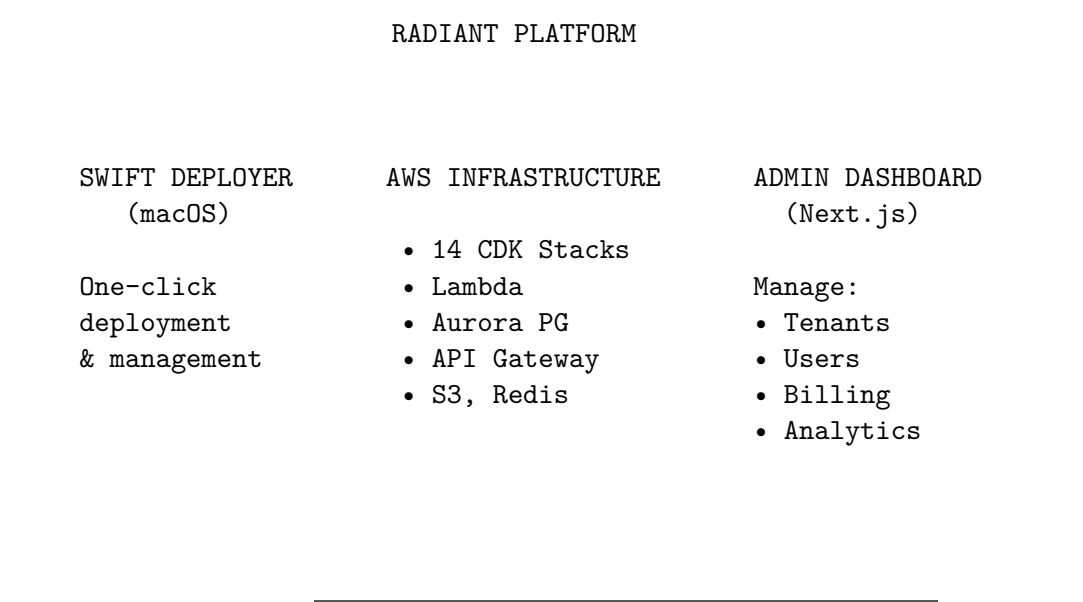 RADIANT PLATFORM
SWIFT DEPLOYER
(macOS)
One-click
deployment
& management
AWS INFRASTRUCTURE
• 14 CDK Stacks
• Lambda
• Aurora PG
• API Gateway
• S3, Redis
ADMIN DASHBOARD
(Next.js)
Manage:
• Tenants
• Users
• Billing
• Analytics